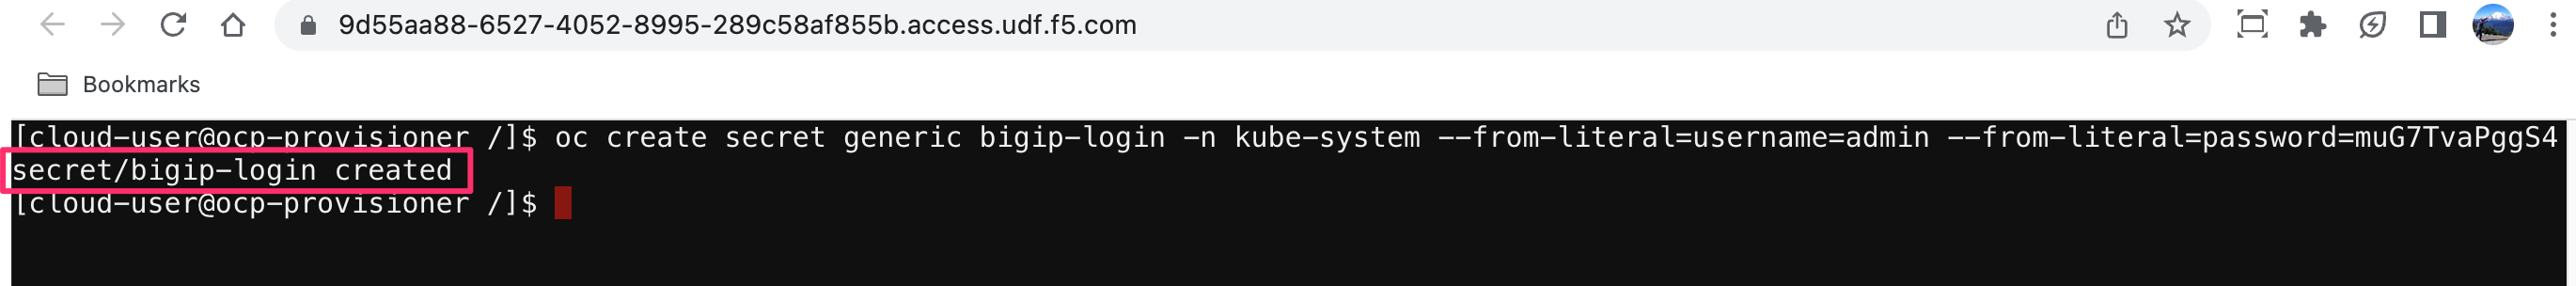 9d55aa88-6527-4052-8995-289c58af855b.access.udf.f5.com
Bookmarks
[cloud-user@ocp-provisioner /]$ oc create secret generic bigip-login -n kube-system --from-literal=username=admin --from-literal=password=muG7TvaPggS4
secret/bigip-login created
[cloud-user@ocp-provisioner /]$